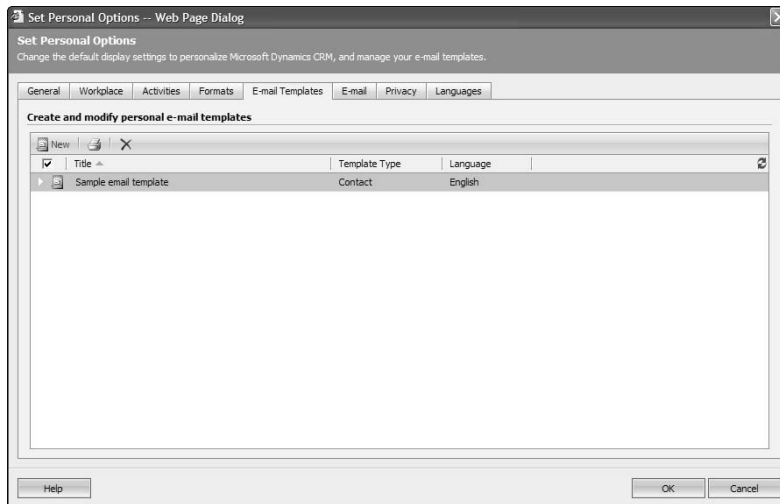 Set Personal Options -- Web Page Dialog
Set Personal Options
Change the default display settings to personalize Microsoft Dynamics CRM, and manage your e-mail templates.
General Workplace Activities Formats E-mail Templates E-mail Privacy Languages
Create and modify personal e-mail templates
New
Title Template Type Language
Sample email template Contact English
Help OK Cancel